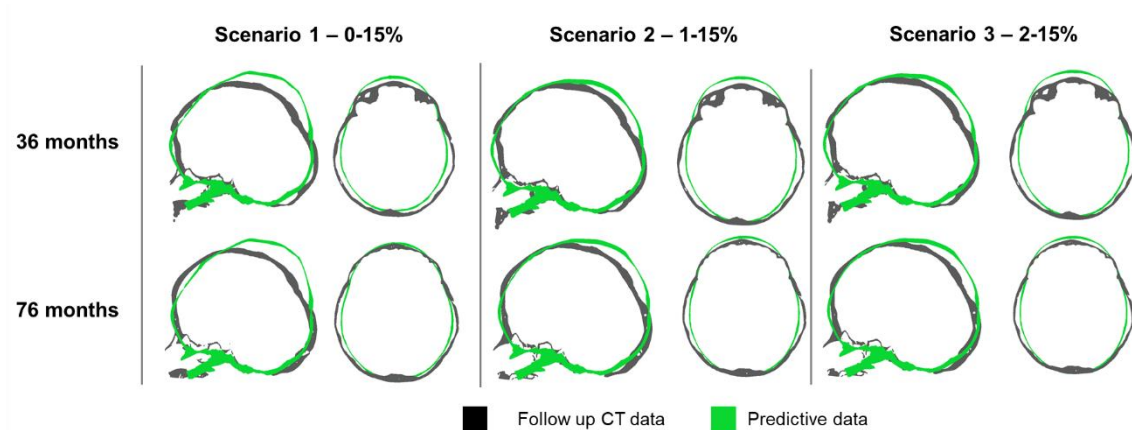 Scenario 1 – 0-15%
Scenario 2 – 1-15%
Scenario 3 – 2-15%
36 months
76 months
Follow up CT data
Predictive data